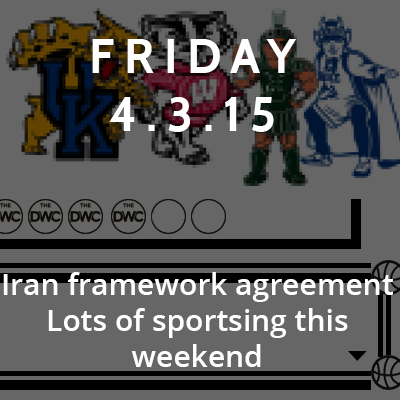 FRIDAY
4.3.15
UK
W
THE
DWC
THE
DWC
THE
DWC
THE
DWC
Iran framework agreement
Lots of sportsing this
weekend